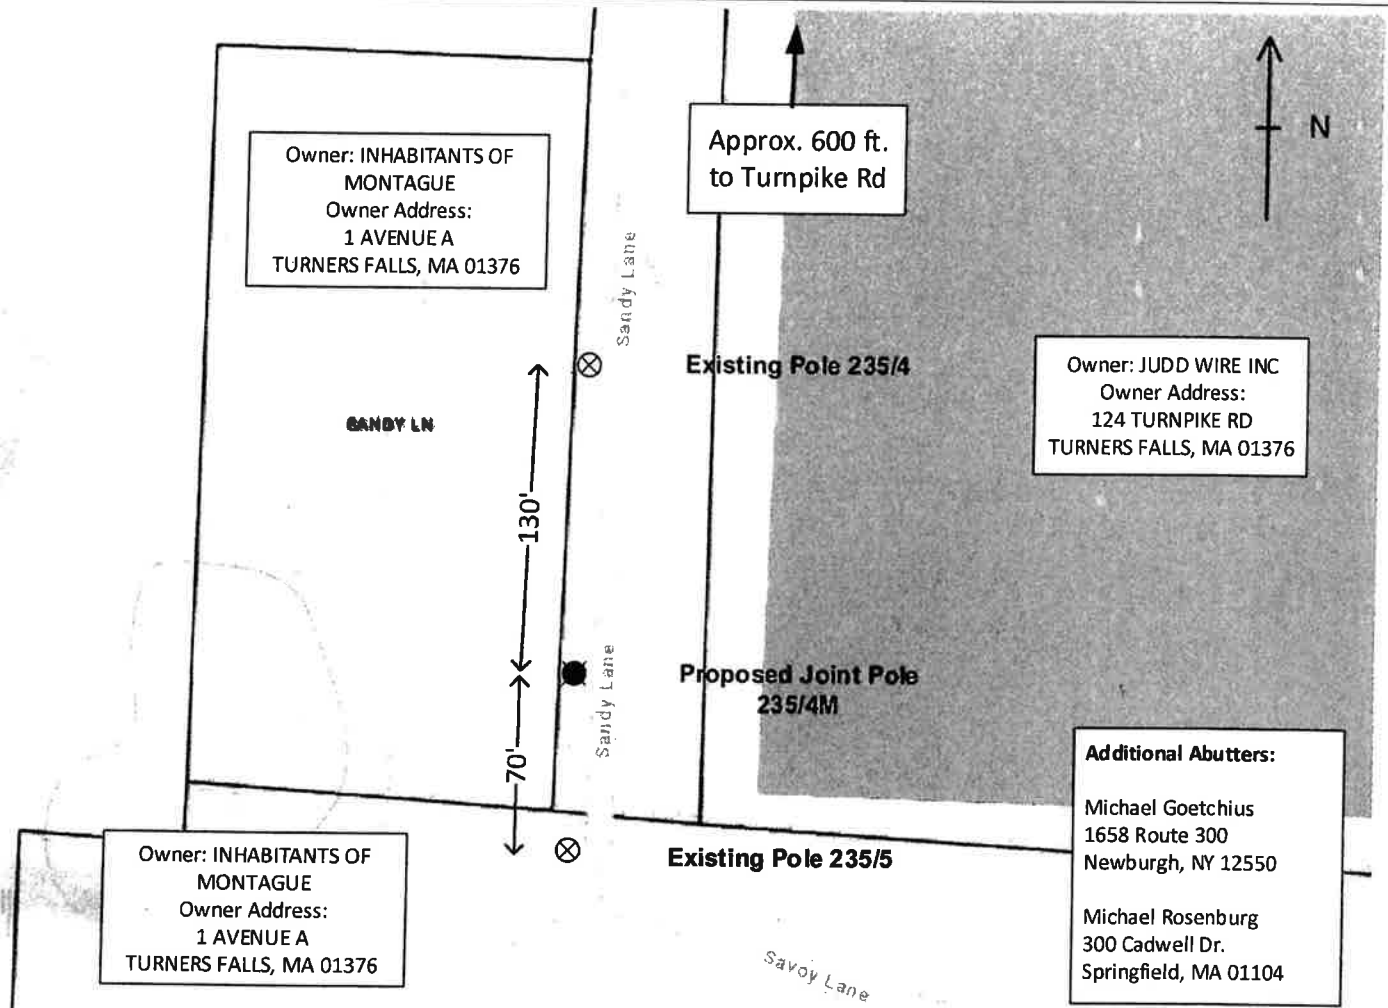 Owner: INHABITANTS OF
MONTAGUE
Owner Address:
1 AVENUE A
TURNERS FALLS, MA 01376
Approx. 600 ft.
to Turnpike Rd
N
Sandy Lane
Existing Pole 235/4
Owner: JUDD WIRE INC
Owner Address:
124 TURNPIKE RD
TURNERS FALLS, MA 01376
SANDY LN
130'
Sandy Lane
Proposed Joint Pole
235/4M
70'
Existing Pole 235/5
Owner: INHABITANTS OF
MONTAGUE
Owner Address:
1 AVENUE A
TURNERS FALLS, MA 01376
Savoy Lane
Additional Abutters:
Michael Goetchius
1658 Route 300
Newburgh, NY 12550
Michael Rosenburg
300 Cadwell Dr.
Springfield, MA 01104